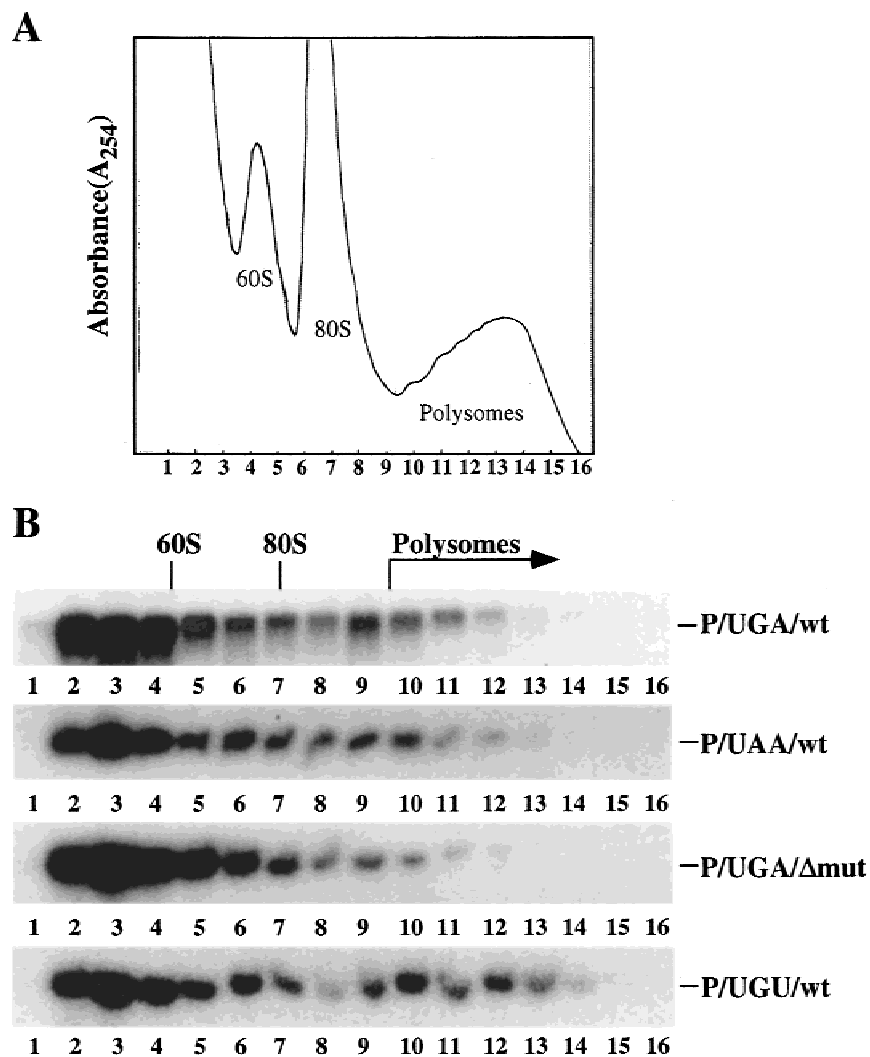 A
Absorbance(A254)
60S
80S
Polysomes
1 2 3 4 5 6 7 8 9 10 11 12 13 14 15 16
B
60S 80S Polysomes
–P/UGA/wt
1 2 3 4 5 6 7 8 9 10 11 12 13 14 15 16
–P/UAA/wt
1 2 3 4 5 6 7 8 9 10 11 12 13 14 15 16
–P/UGA/Δmut
1 2 3 4 5 6 7 8 9 10 11 12 13 14 15 16
–P/UGU/wt
1 2 3 4 5 6 7 8 9 10 11 12 13 14 15 16